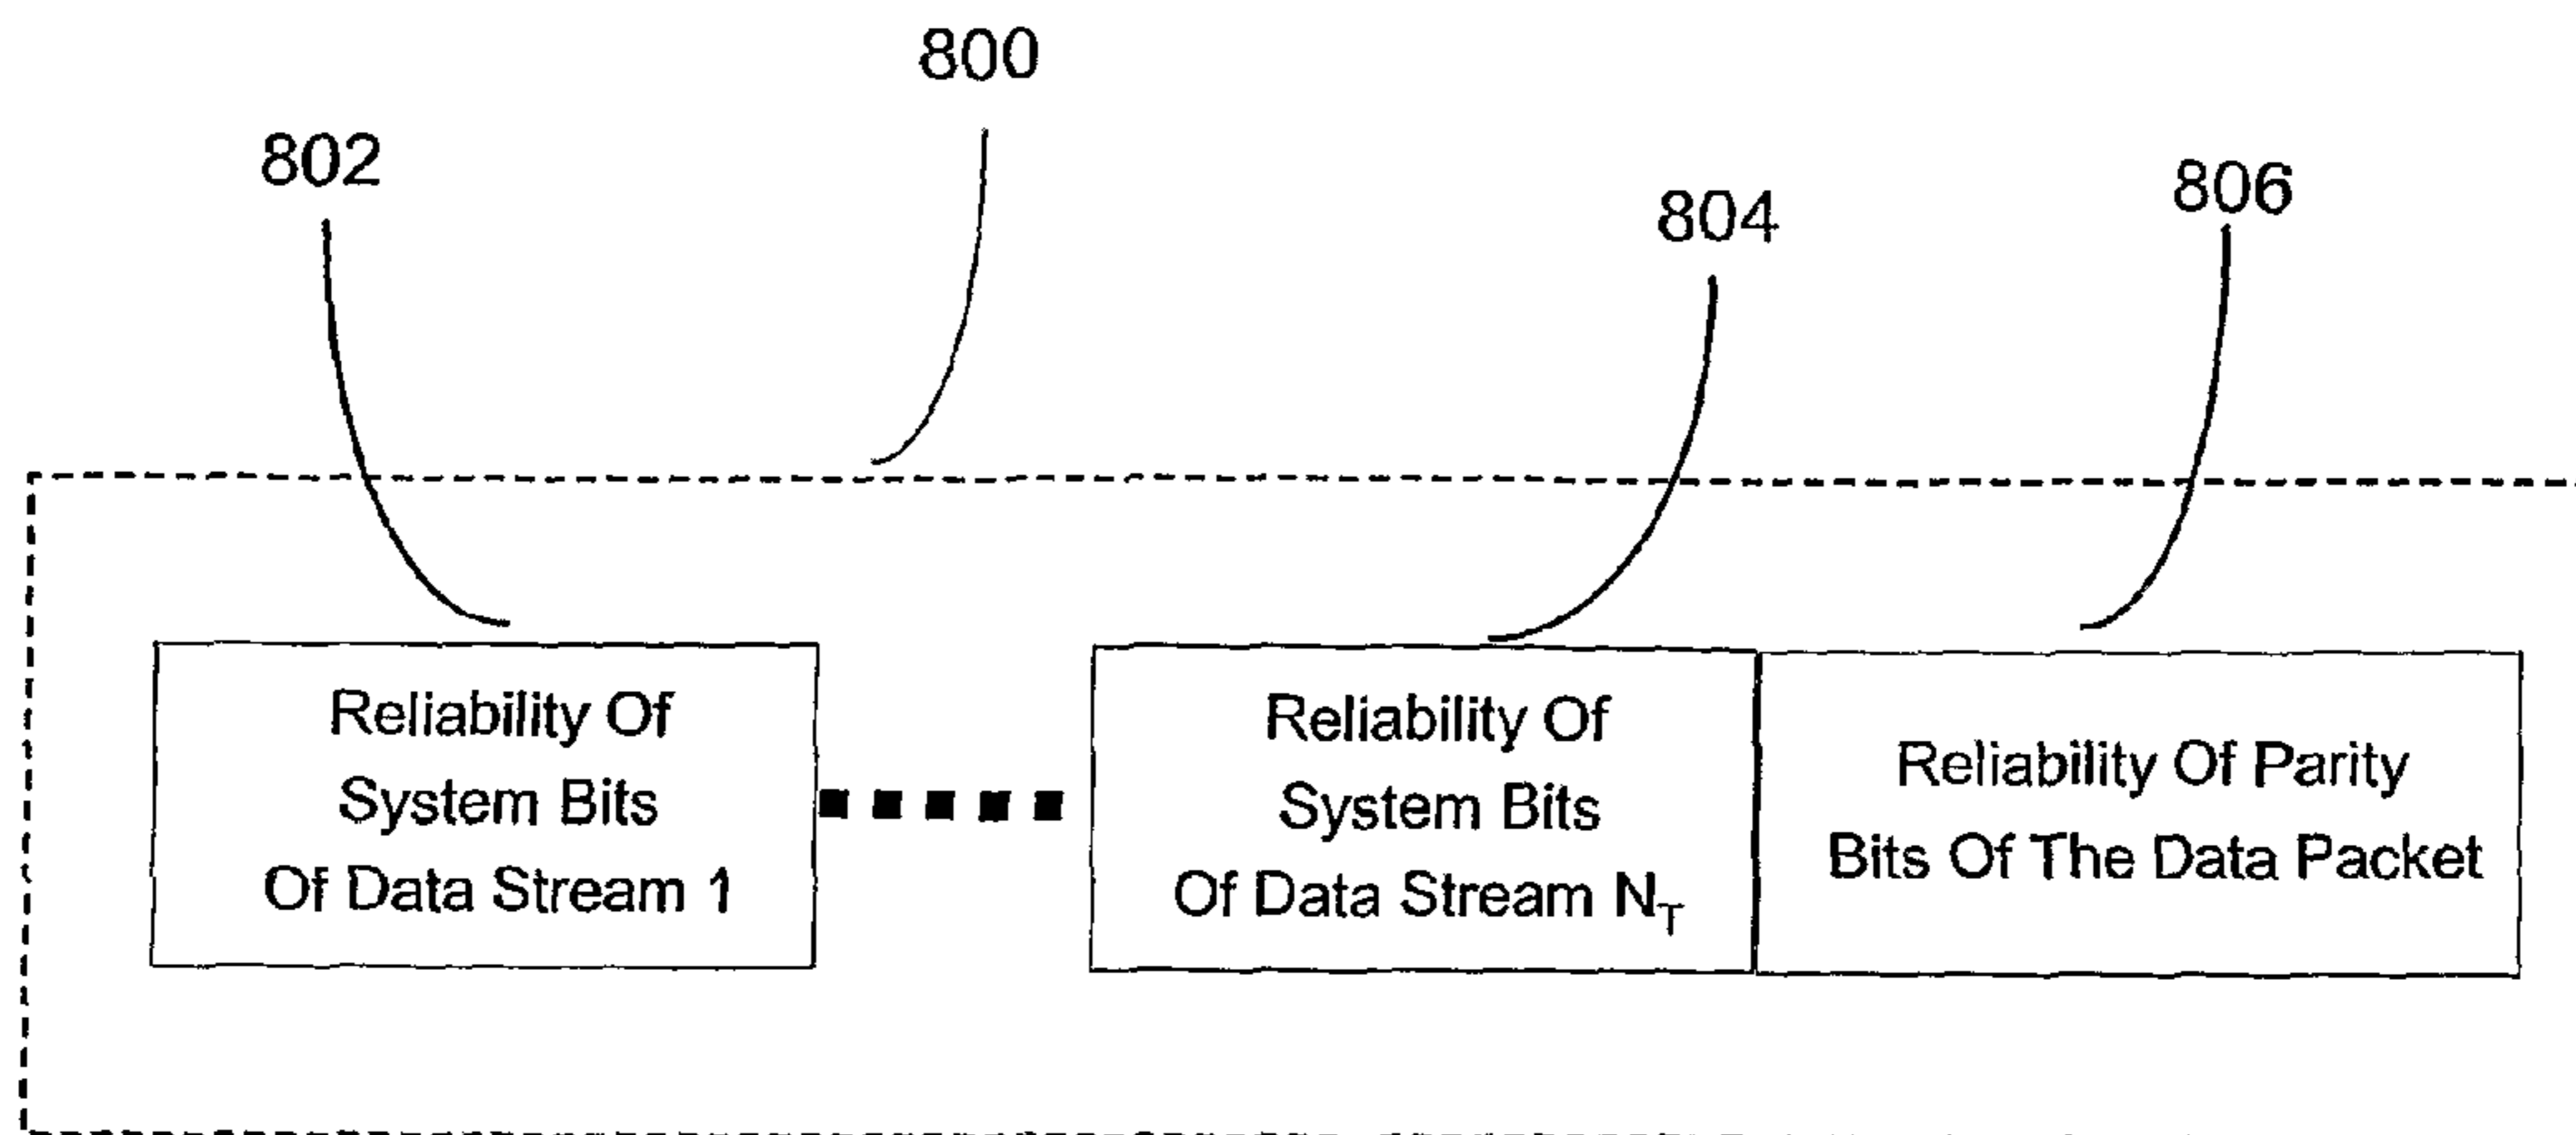 800
802
804
806
Reliability Of
System Bits
Of Data Stream 1
Reliability Of
System Bits
Of Data Stream N_T
Reliability Of Parity
Bits Of The Data Packet